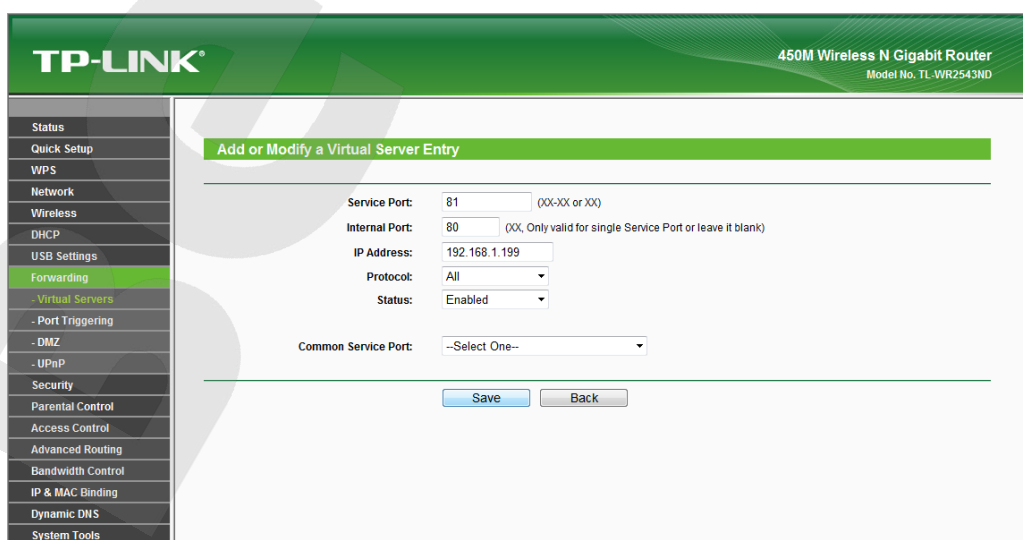 TP-LINK®
450M Wireless N Gigabit Router
Model No. TL-WR2543ND
Status
Quick Setup
WPS
Network
Wireless
DHCP
USB Settings
Forwarding
- Virtual Servers
- Port Triggering
- DMZ
- UPnP
Security
Parental Control
Access Control
Advanced Routing
Bandwidth Control
IP & MAC Binding
Dynamic DNS
System Tools
Add or Modify a Virtual Server Entry
Service Port: 81 (XX-XX or XX)
Internal Port: 80 (XX, Only valid for single Service Port or leave it blank)
IP Address: 192.168.1.199
Protocol: All
Status: Enabled
Common Service Port: --Select One--
Save Back